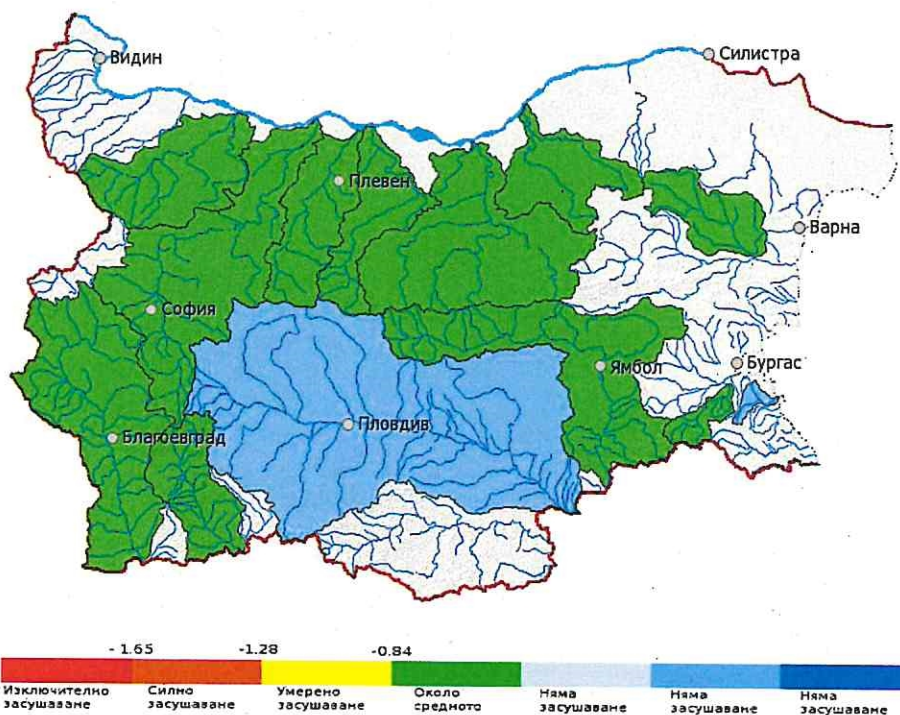 Видин
Силистра
Плевен
Варна
София
Ямбол
Бургас
Пловдив
Благоевград
- 1.65 -1.28 -0.84
Изключително засушаване
Силно засушаване
Умерено засушаване
Около средното
Няма засушаване
Няма засушаване
Няма засушаване